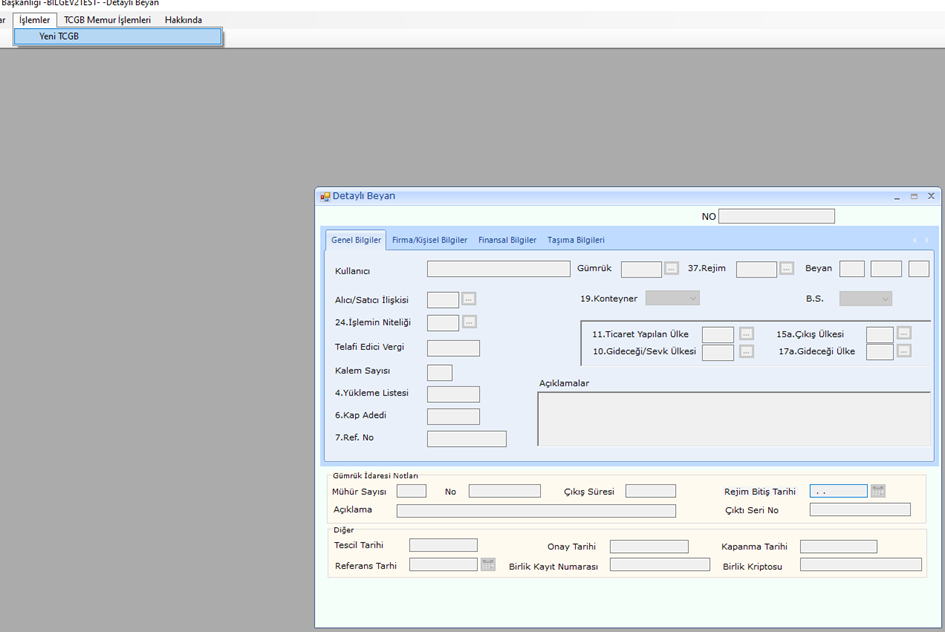 Başkanlığı -BİLGEV2TEST- -Detaylı Beyan
ar İşlemler TCGB Memur İşlemleri Hakkında
Yeni TCGB
Detaylı Beyan
NO
Genel Bilgiler Firma/Kişisel Bilgiler Finansal Bilgiler Taşıma Bilgileri
Kullanıcı Gümrük ... 37.Rejim ... Beyan
Alıcı/Satıcı İlişkisi ... 19.Konteyner B.S.
24.İşlemin Niteliği ...
11.Ticaret Yapılan Ülke ... 15a.Çıkış Ülkesi ...
Telafi Edici Vergi 10.Gideceği/Sevk Ülkesi ... 17a.Gideceği Ülke ...
Kalem Sayısı
Açıklamalar
4.Yükleme Listesi
6.Kap Adedi
7.Ref. No
Gümrük İdaresi Notları
Mühür Sayısı No Çıkış Süresi Rejim Bitiş Tarihi . .
Açıklama Çıktı Seri No
Diğer
Tescil Tarihi Onay Tarihi Kapanma Tarihi
Referans Tarhi Birlik Kayıt Numarası Birlik Kriptosu